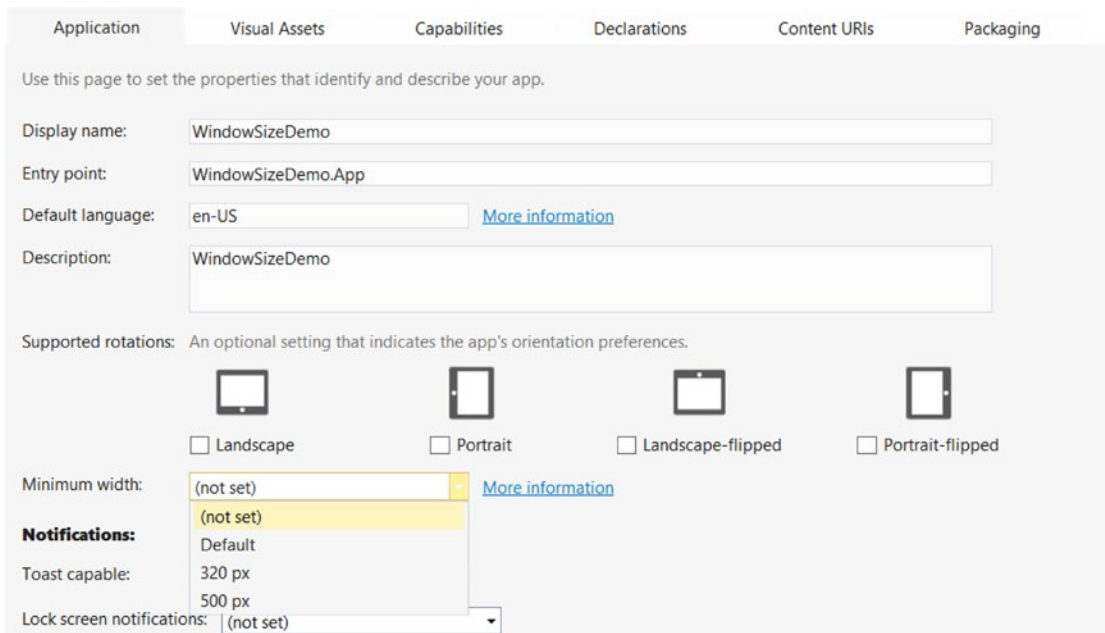 Application Visual Assets Capabilities Declarations Content URIs Packaging
Use this page to set the properties that identify and describe your app.
Display name: WindowSizeDemo
Entry point: WindowSizeDemo.App
Default language: en-US More information
Description: WindowSizeDemo
Supported rotations: An optional setting that indicates the app's orientation preferences.
Landscape Portrait Landscape-flipped Portrait-flipped
Minimum width: (not set) More information
(not set)
Notifications:
Default
Toast capable: 320 px
500 px
Lock screen notifications: (not set)